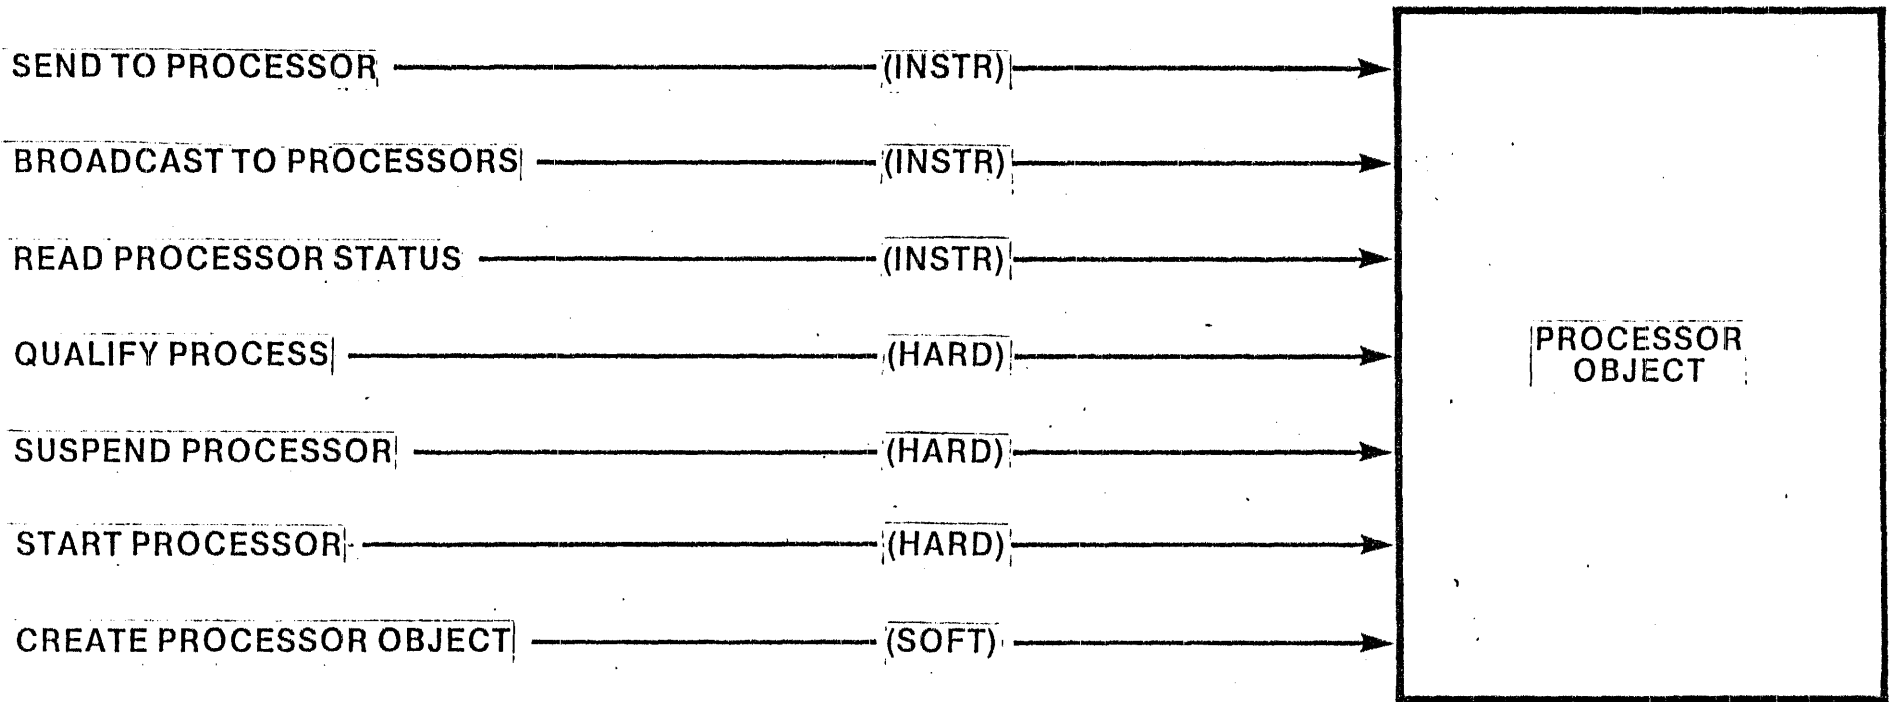 SEND TO PROCESSOR (INSTR)
BROADCAST TO PROCESSORS (INSTR)
READ PROCESSOR STATUS (INSTR)
QUALIFY PROCESS (HARD)
SUSPEND PROCESSOR (HARD)
START PROCESSOR (HARD)
CREATE PROCESSOR OBJECT (SOFT)
PROCESSOR
OBJECT